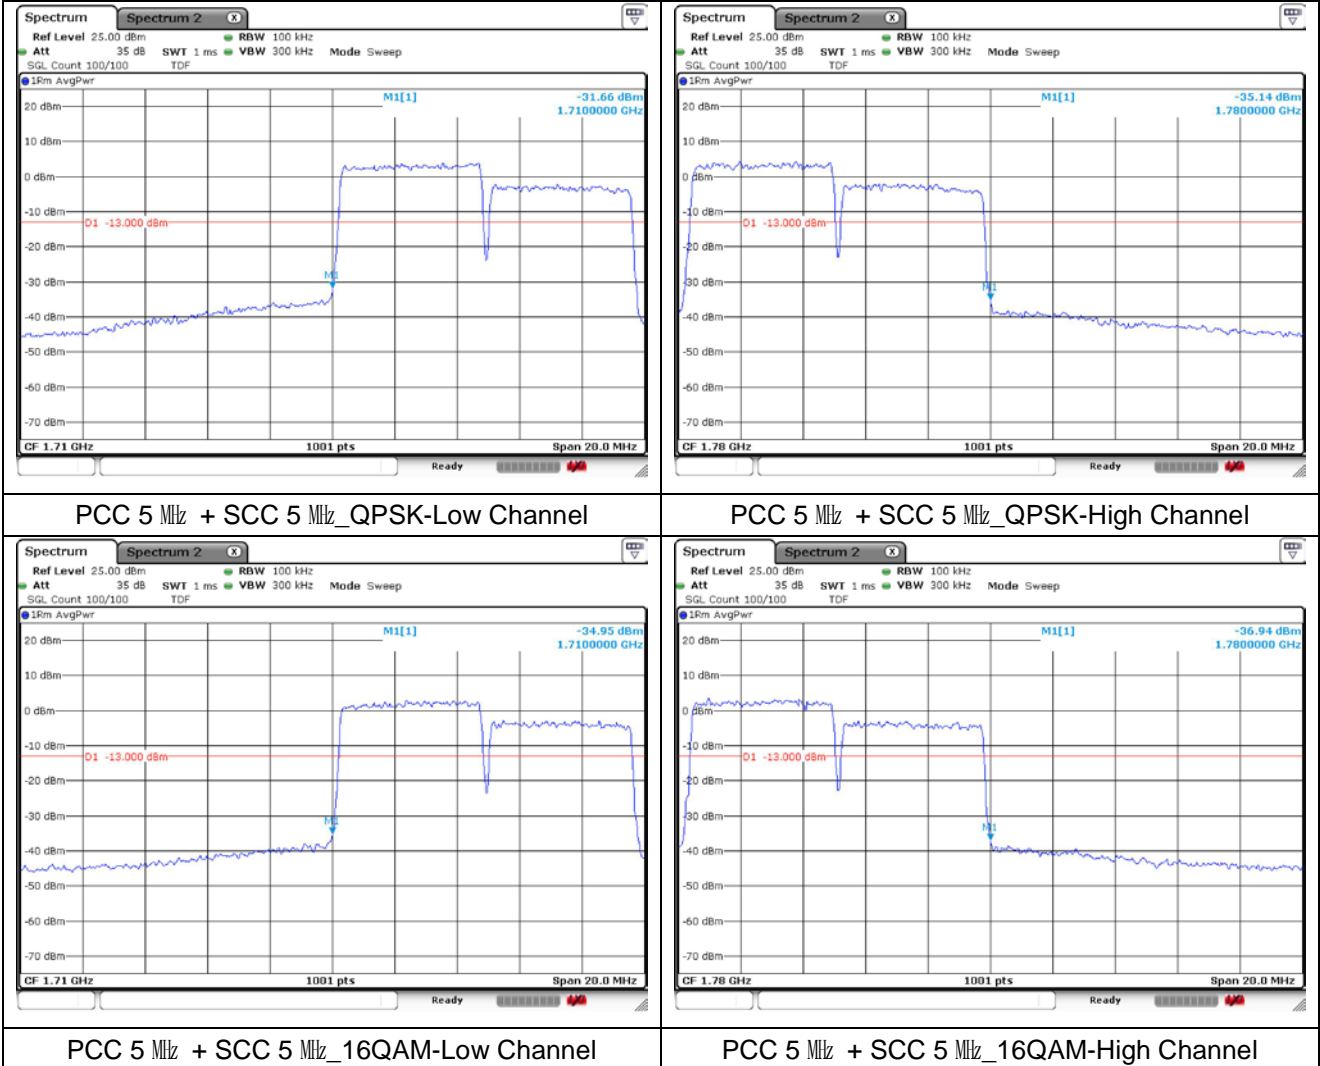 Spectrum Spectrum 2 X
Ref Level 25.00 dBm RBW 100 kHz
Att 35 dB SWT 1 ms VBW 300 kHz Mode Sweep
SGL Count 100/100 TDF
1Rm AvgPwr
M1[1] -31.66 dBm
1.7100000 GHz
20 dBm
10 dBm
0 dBm
-10 dBm
D1 -13.000 dBm
-20 dBm
M1
-30 dBm
-40 dBm
-50 dBm
-60 dBm
-70 dBm
CF 1.71 GHz 1001 pts Span 20.0 MHz
Ready
PCC 5 ㎒ + SCC 5 ㎒_QPSK-Low Channel
Spectrum Spectrum 2 X
Ref Level 25.00 dBm RBW 100 kHz
Att 35 dB SWT 1 ms VBW 300 kHz Mode Sweep
SGL Count 100/100 TDF
1Rm AvgPwr
M1[1] -35.14 dBm
1.7800000 GHz
20 dBm
10 dBm
0 dBm
-10 dBm
D1 -13.000 dBm
-20 dBm
-30 dBm
M1
-40 dBm
-50 dBm
-60 dBm
-70 dBm
CF 1.78 GHz 1001 pts Span 20.0 MHz
Ready
PCC 5 ㎒ + SCC 5 ㎒_QPSK-High Channel
Spectrum Spectrum 2 X
Ref Level 25.00 dBm RBW 100 kHz
Att 35 dB SWT 1 ms VBW 300 kHz Mode Sweep
SGL Count 100/100 TDF
1Rm AvgPwr
M1[1] -34.95 dBm
1.7100000 GHz
20 dBm
10 dBm
0 dBm
-10 dBm
D1 -13.000 dBm
-20 dBm
-30 dBm
M1
-40 dBm
-50 dBm
-60 dBm
-70 dBm
CF 1.71 GHz 1001 pts Span 20.0 MHz
Ready
PCC 5 ㎒ + SCC 5 ㎒_16QAM-Low Channel
Spectrum Spectrum 2 X
Ref Level 25.00 dBm RBW 100 kHz
Att 35 dB SWT 1 ms VBW 300 kHz Mode Sweep
SGL Count 100/100 TDF
1Rm AvgPwr
M1[1] -36.94 dBm
1.7800000 GHz
20 dBm
10 dBm
0 dBm
-10 dBm
D1 -13.000 dBm
-20 dBm
-30 dBm
M1
-40 dBm
-50 dBm
-60 dBm
-70 dBm
CF 1.78 GHz 1001 pts Span 20.0 MHz
Ready
PCC 5 ㎒ + SCC 5 ㎒_16QAM-High Channel